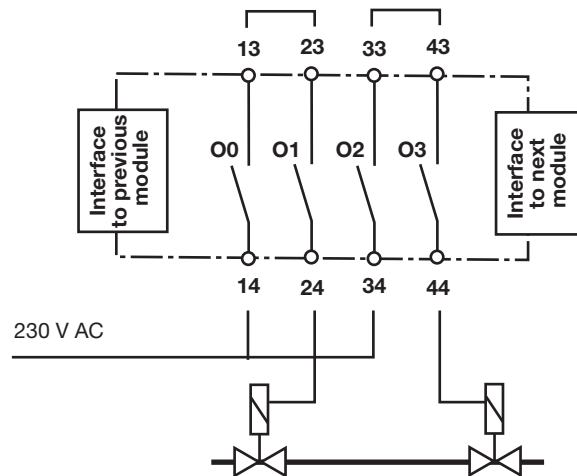 13 23 33 43
Interface
to previous
module
O0 O1 O2 O3
Interface
to next
module
14 24 34 44
230 V AC